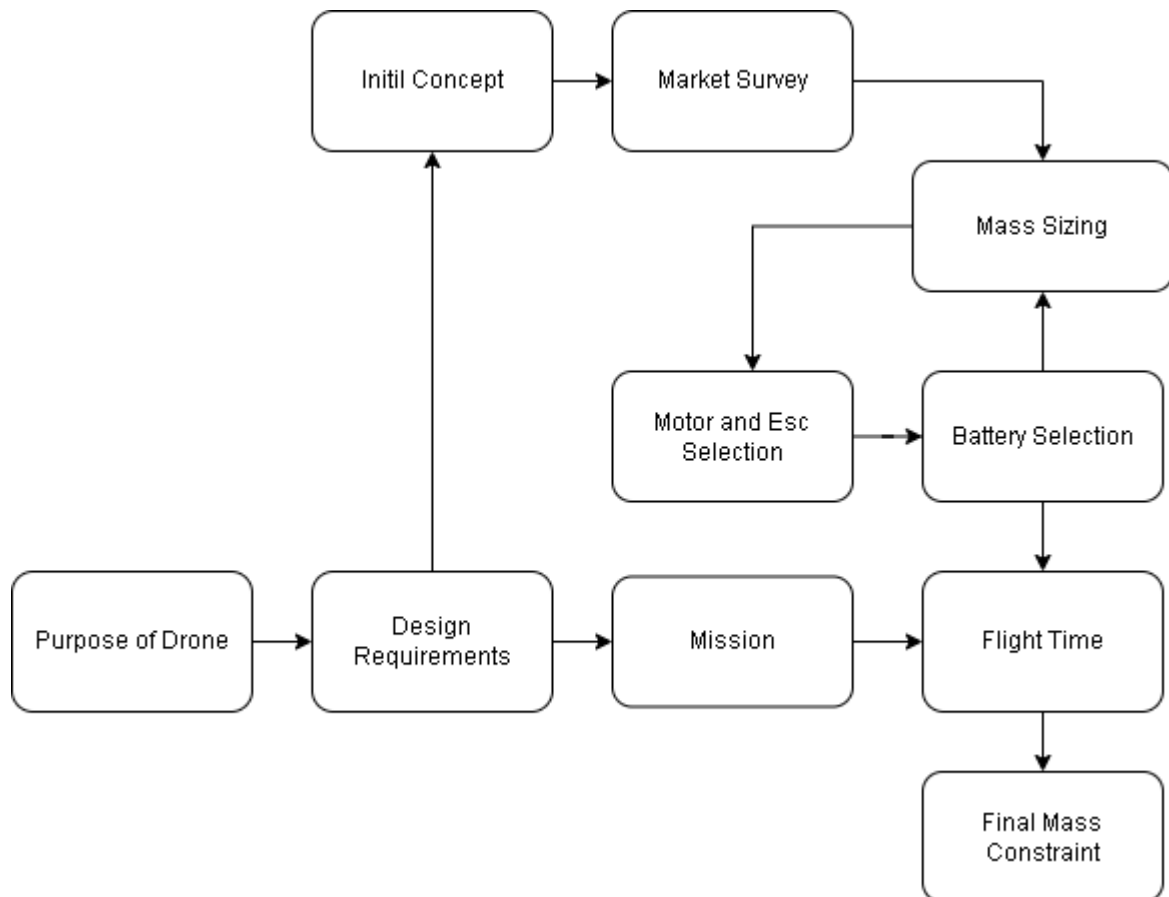 Initil Concept
Market Survey
Mass Sizing
Motor and Esc
Selection
Battery Selection
Purpose of Drone
Design
Requirements
Mission
Flight Time
Final Mass
Constraint